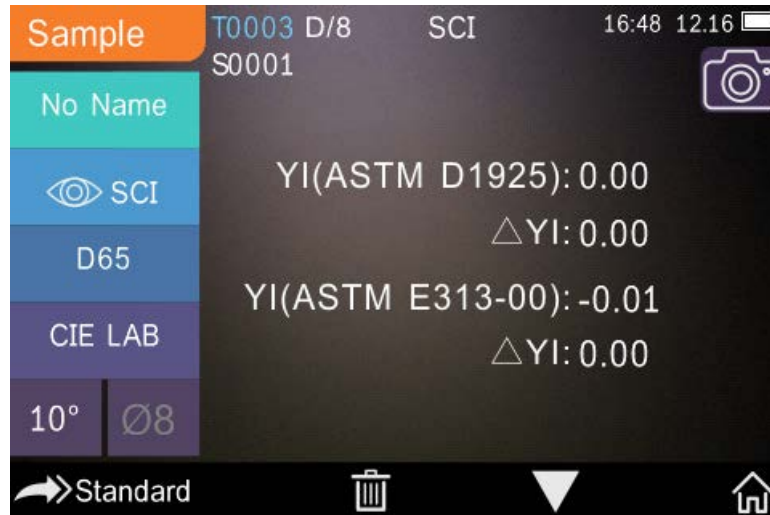 Sample
T0003 D/8 SCI 16:48 12.16
S0001
No Name
SCI
D65
CIE LAB
10° Ø8
YI(ASTM D1925): 0.00
△YI: 0.00
YI(ASTM E313-00): -0.01
△YI: 0.00
Standard